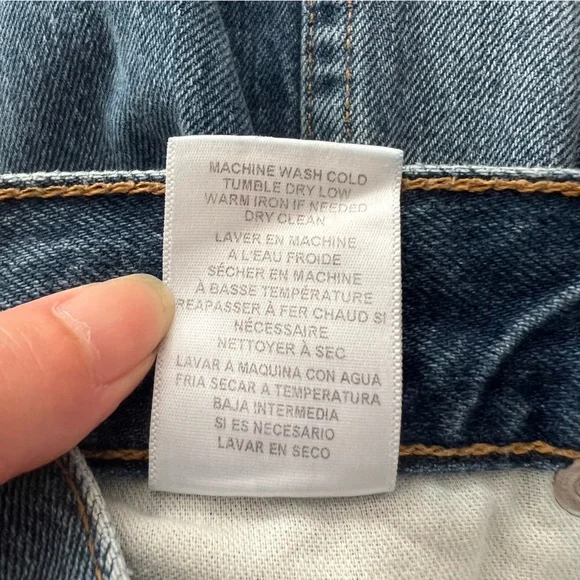 MACHINE WASH COLD
TUMBLE DRY LOW
WARM IRON IF NEEDED
DRY CLEAN
LAVER EN MACHINE
A L'EAU FROIDE
SÉCHER EN MACHINE
À BASSE TEMPÉRATURE
REAPASSER À FER CHAUD SI
NÉCESSAIRE
NETTOYER À SEC
LAVAR A MAQUINA CON AGUA
FRIA SECAR A TEMPERATURA
BAJA INTERMEDIA
SI ES NECESARIO
LAVAR EN SECO